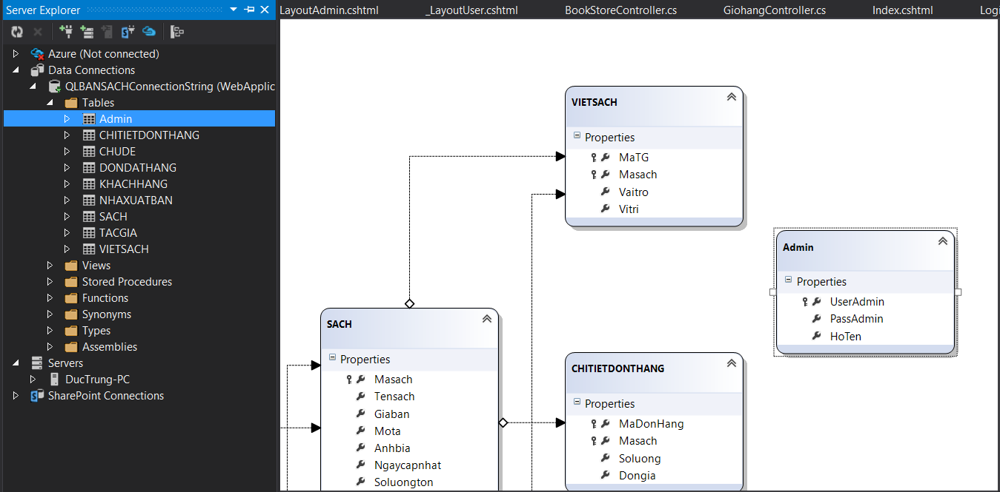 Server Explorer
LayoutAdmin.cshtml
_LayoutUser.cshtml
BookStoreController.cs
GiohangController.cs
Index.cshtml
Logi
Azure (Not connected)
Data Connections
QLBANSACHConnectionString (WebApplic
Tables
Admin
CHITIETDONTHANG
CHUDE
DONDATHANG
KHACHHANG
NHAXUATBAN
SACH
TACGIA
VIETSACH
Views
Stored Procedures
Functions
Synonyms
Types
Assemblies
Servers
DucTrung-PC
SharePoint Connections
VIETSACH
Properties
MaTG
Masach
Vaitro
Vitri
Admin
Properties
UserAdmin
PassAdmin
HoTen
SACH
Properties
Masach
Tensach
Giaban
Mota
Anhbia
Ngaycapnhat
Soluongton
CHITIETDONTHANG
Properties
MaDonHang
Masach
Soluong
Dongia